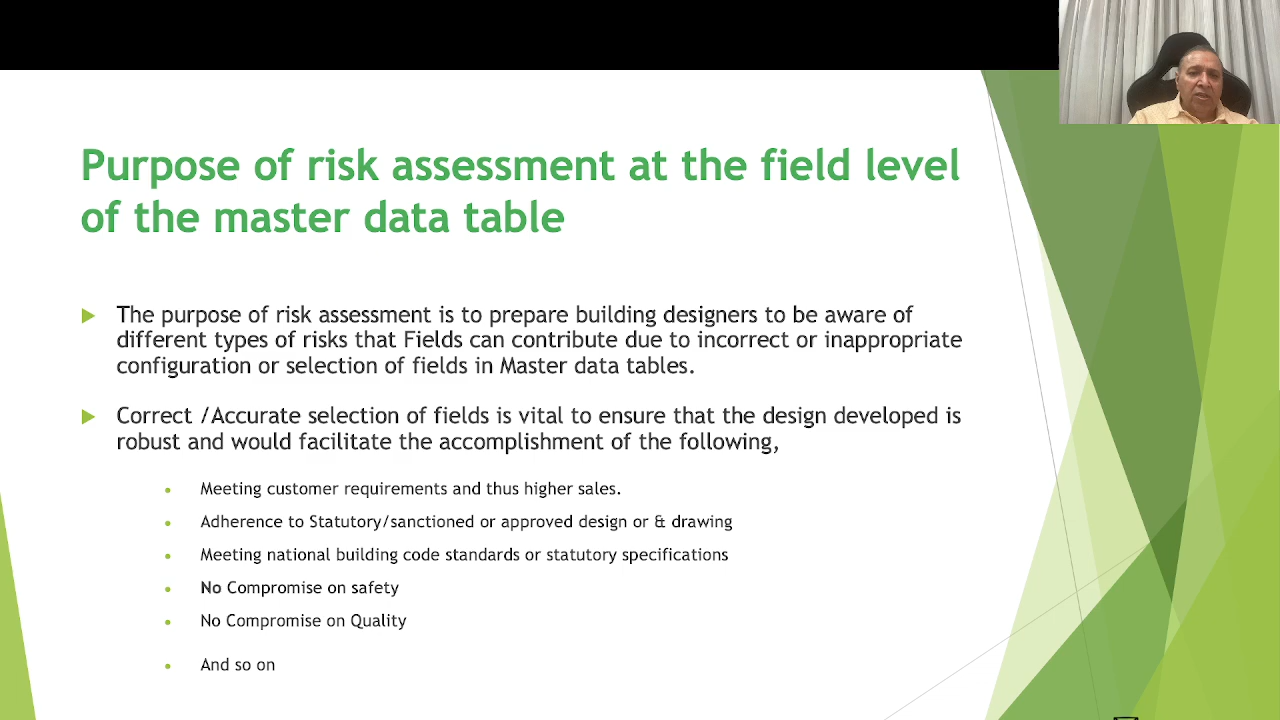 Purpose of risk assessment at the field level
of the master data table
The purpose of risk assessment is to prepare building designers to be aware of
different types of risks that Fields can contribute due to incorrect or inappropriate
configuration or selection of fields in Master data tables.
Correct /Accurate selection of fields is vital to ensure that the design developed is
robust and would facilitate the accomplishment of the following,
Meeting customer requirements and thus higher sales.
Adherence to Statutory/sanctioned or approved design or & drawing
Meeting national building code standards or statutory specifications
No Compromise on safety
No Compromise on Quality
And so on